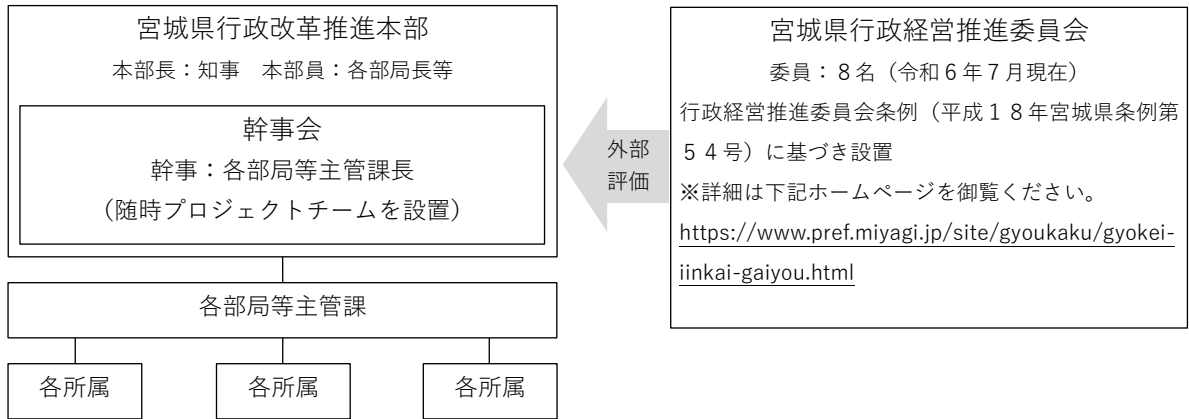 宮城県行政改革推進本部
本部長：知事　本部員：各部局長等
幹事会
幹事：各部局等主管課長
（随時プロジェクトチームを設置）
各部局等主管課
各所属
各所属
各所属
外部
評価
宮城県行政経営推進委員会
委員：８名（令和６年７月現在）
行政経営推進委員会条例（平成１８年宮城県条例第
５４号）に基づき設置
※詳細は下記ホームページを御覧ください。
https://www.pref.miyagi.jp/site/gyoukaku/gyokei-
iinkai-gaiyou.html